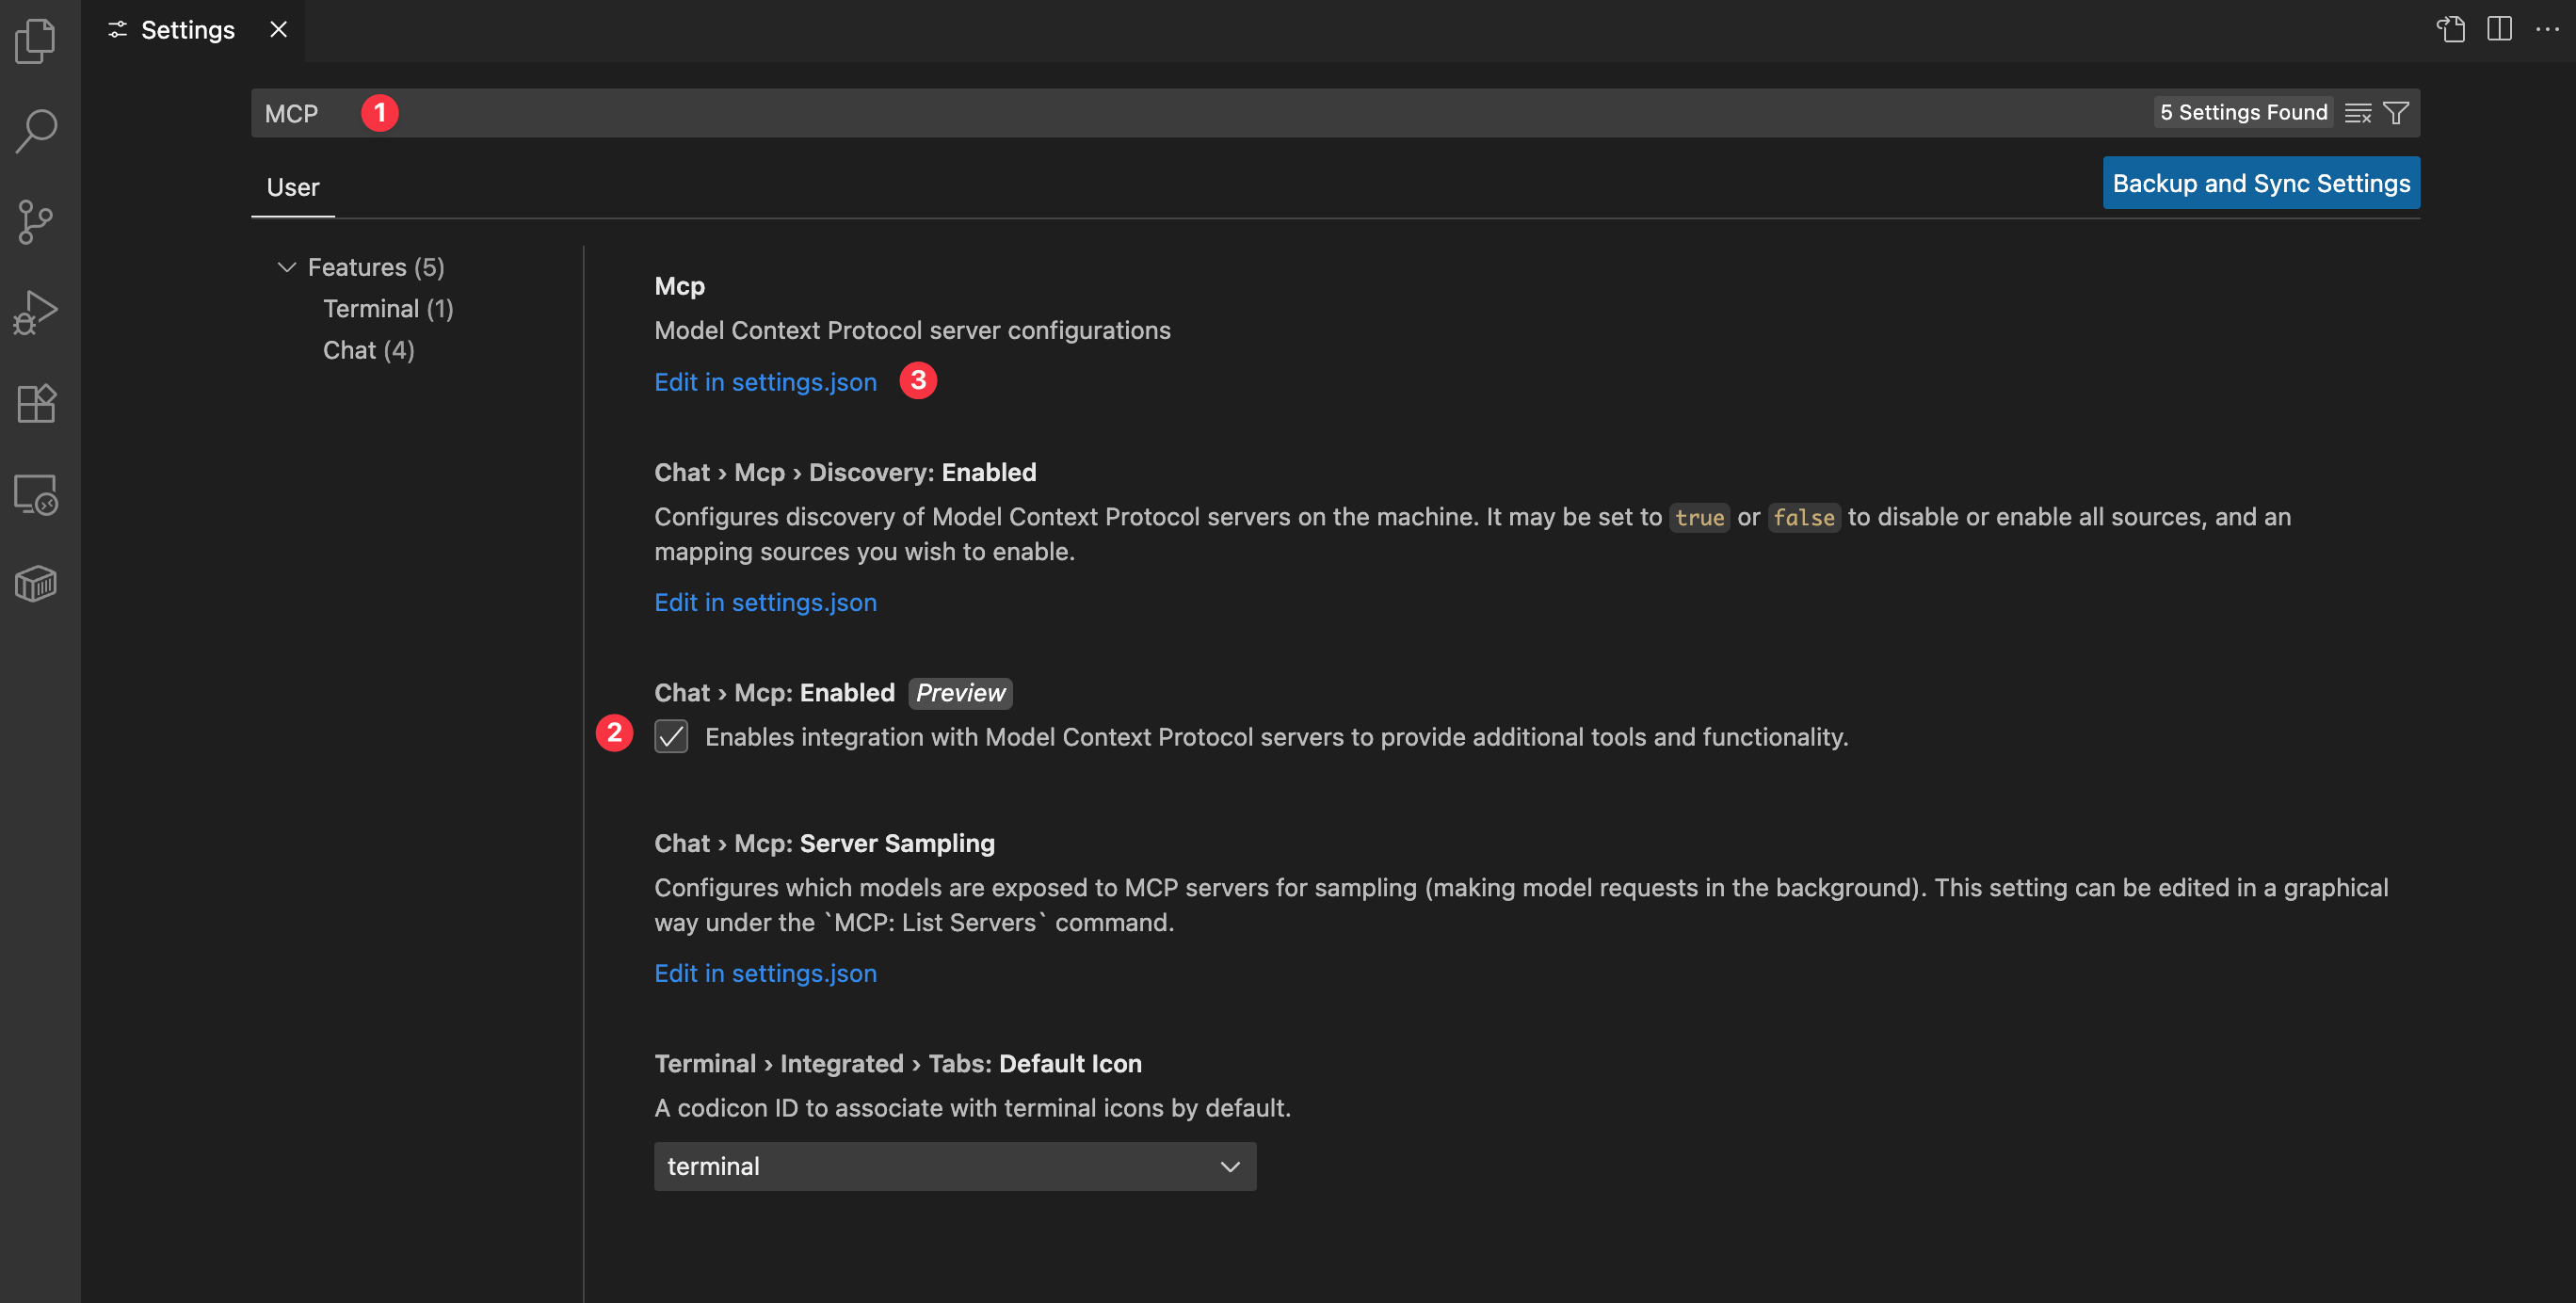 Settings
MCP
1
5 Settings Found
User
Backup and Sync Settings
Features (5)
Terminal (1)
Chat (4)
Mcp
Model Context Protocol server configurations
Edit in settings.json
3
Chat › Mcp › Discovery: Enabled
Configures discovery of Model Context Protocol servers on the machine. It may be set to true or false to disable or enable all sources, and an
mapping sources you wish to enable.
Edit in settings.json
Chat › Mcp: Enabled Preview
2
Enables integration with Model Context Protocol servers to provide additional tools and functionality.
Chat › Mcp: Server Sampling
Configures which models are exposed to MCP servers for sampling (making model requests in the background). This setting can be edited in a graphical
way under the `MCP: List Servers` command.
Edit in settings.json
Terminal › Integrated › Tabs: Default Icon
A codicon ID to associate with terminal icons by default.
terminal